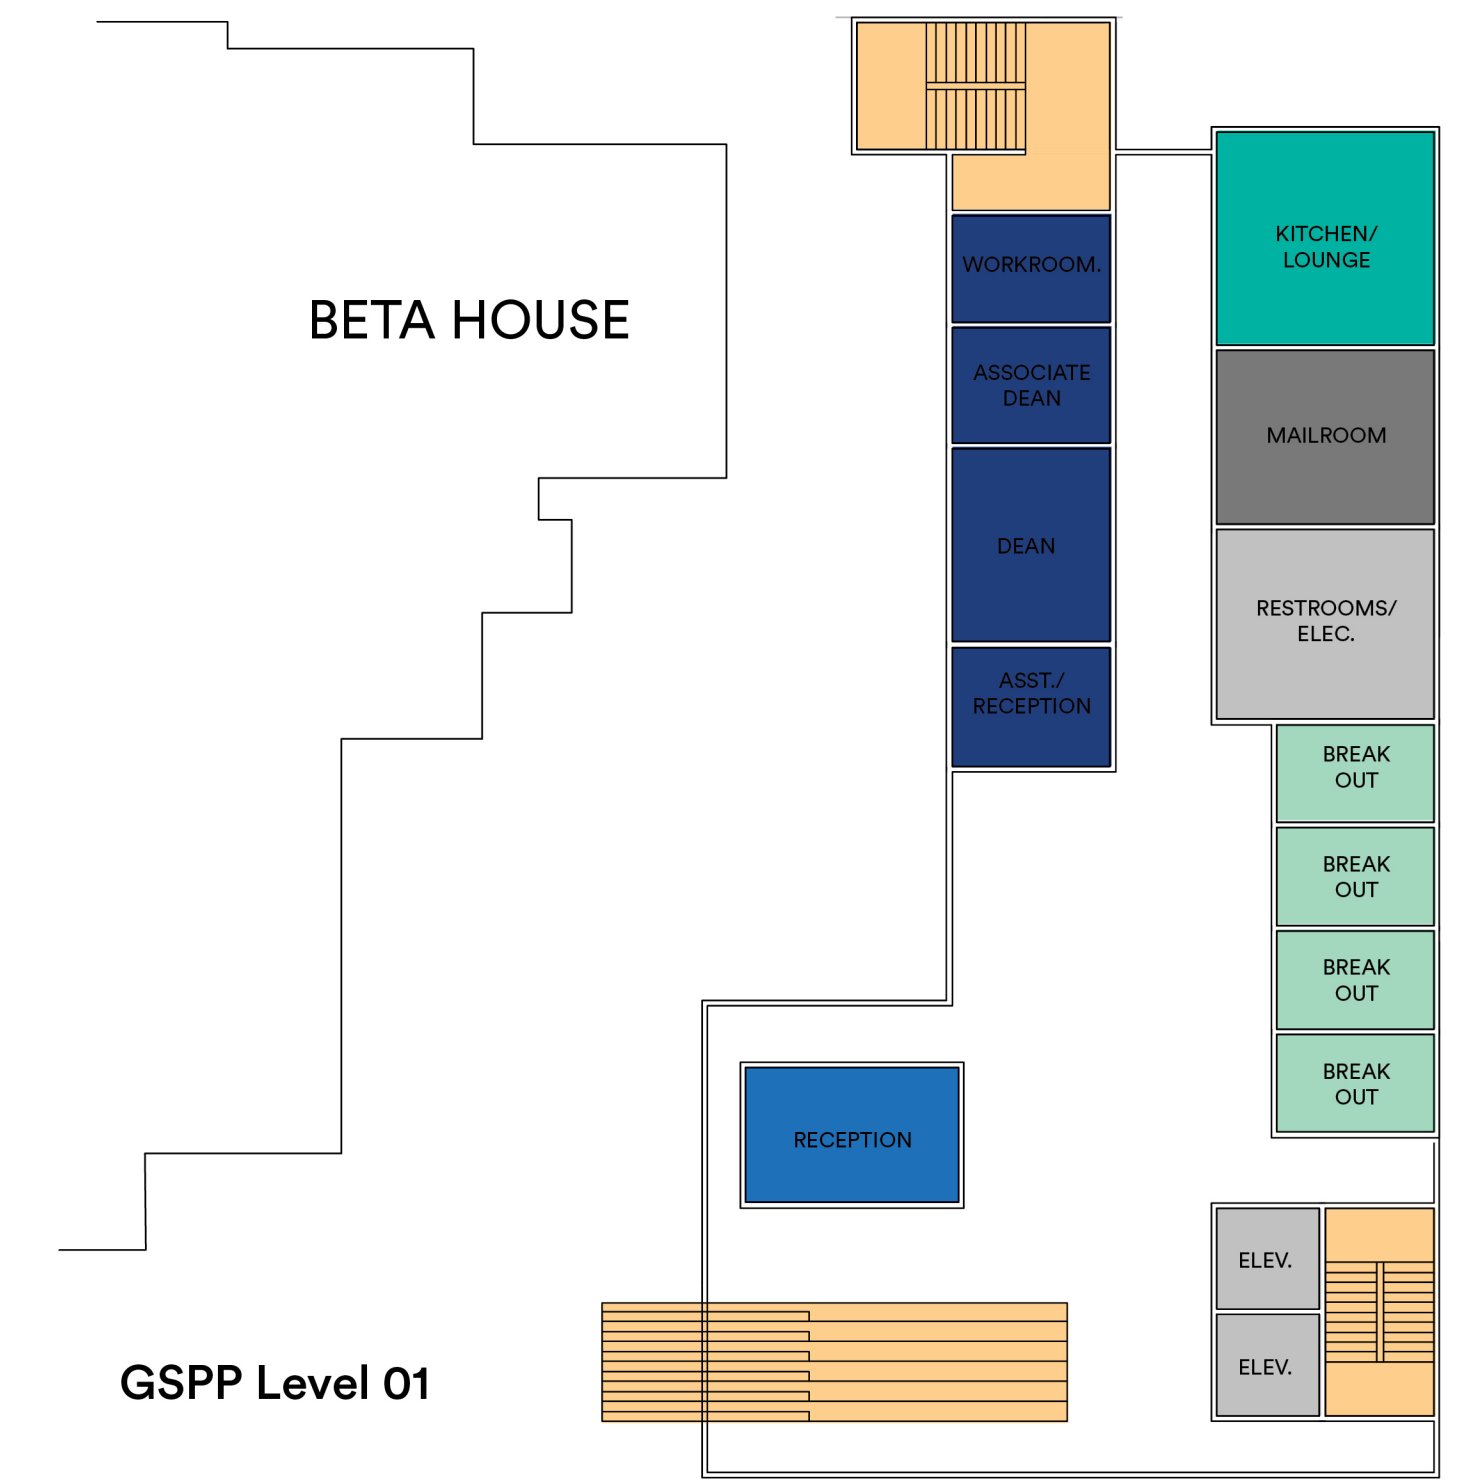 BETA HOUSE
WORKROOM.
ASSOCIATE
DEAN
DEAN
ASST./
RECEPTION
KITCHEN/
LOUNGE
MAILROOM
RESTROOMS/
ELEC.
BREAK
OUT
BREAK
OUT
BREAK
OUT
BREAK
OUT
RECEPTION
ELEV.
ELEV.
GSPP Level 01